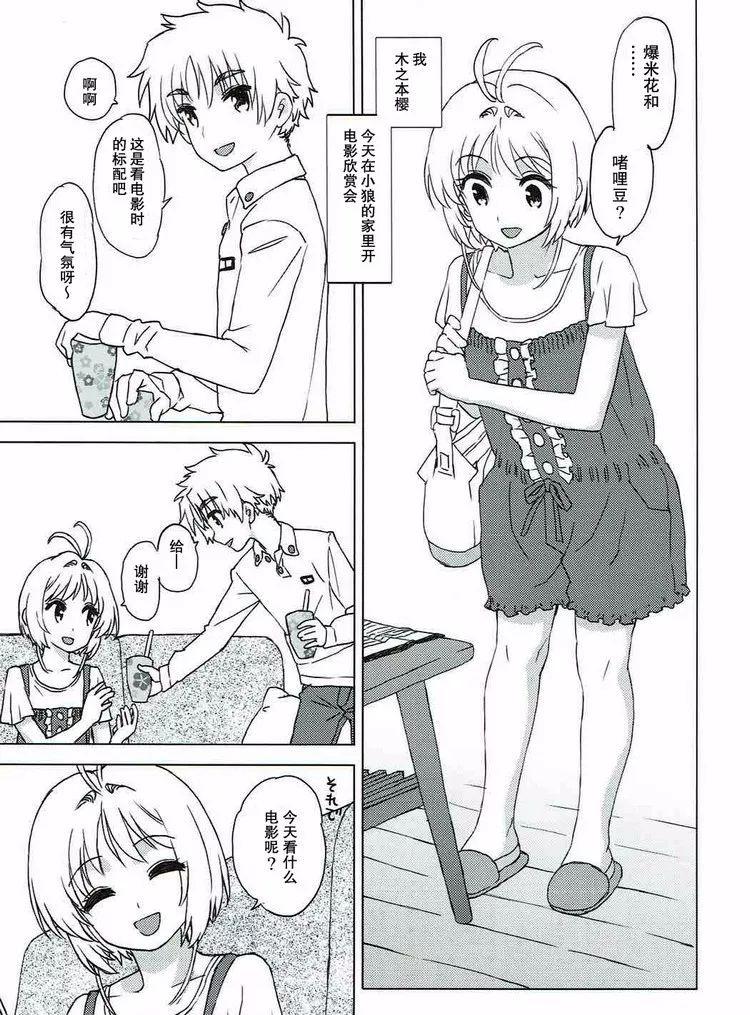 爆米花和
……
啫哩豆？
我
木之本樱
今天在小狼的家里开
电影欣赏会
啊啊
这是看电影时
的标配吧
很有气氛呀～
给—
谢谢
それで
今天看什么
电影呢？